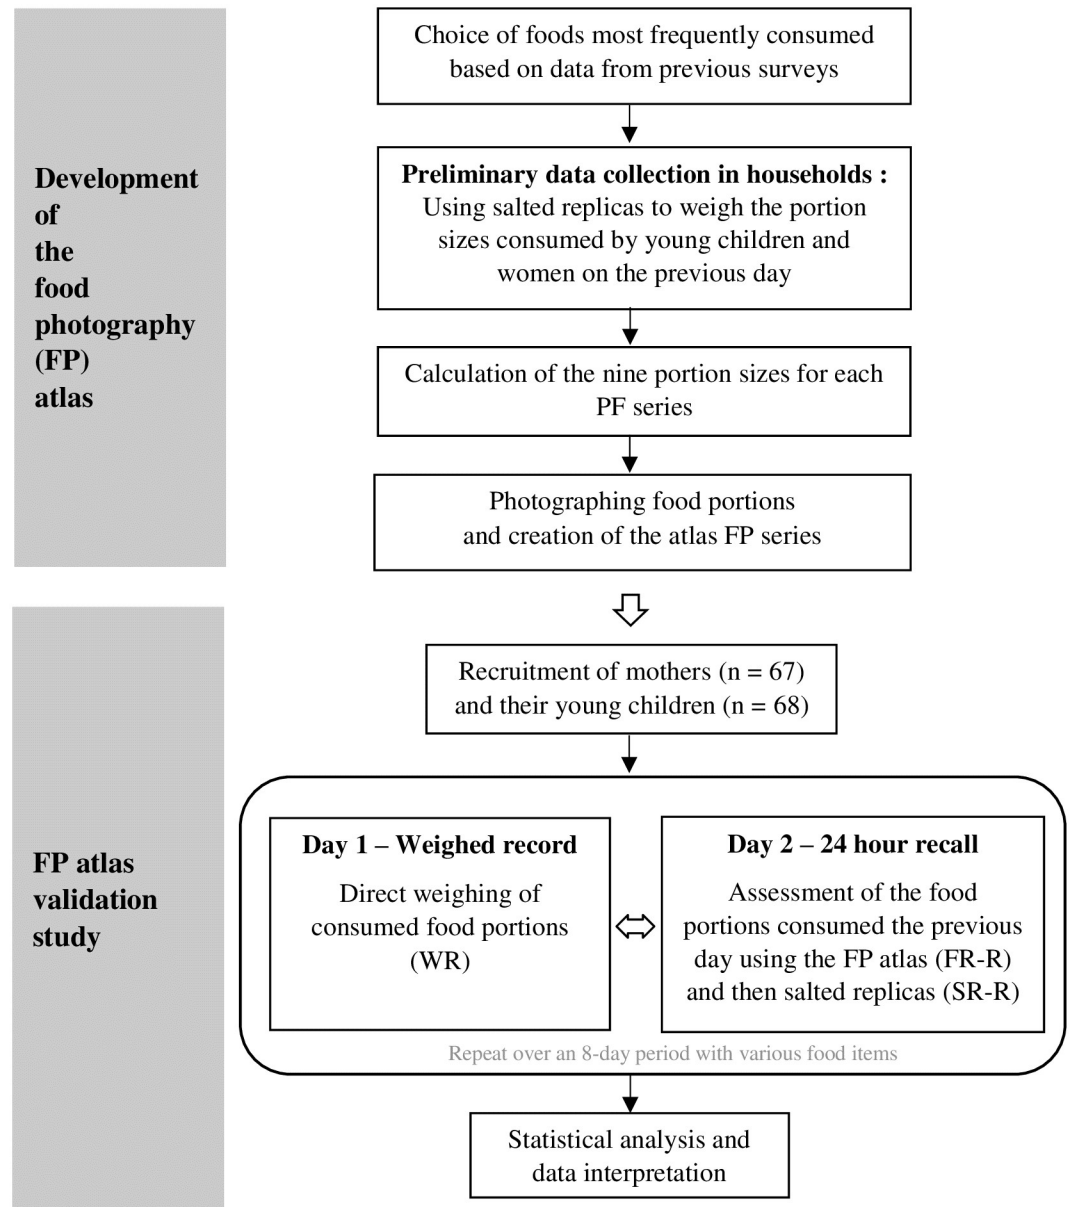 Development
of
the
food
photography
(FP)
atlas
Choice of foods most frequently consumed
based on data from previous surveys
Preliminary data collection in households :
Using salted replicas to weigh the portion
sizes consumed by young children and
women on the previous day
Calculation of the nine portion sizes for each
PF series
Photographing food portions
and creation of the atlas FP series
FP atlas
validation
study
Recruitment of mothers (n = 67)
and their young children (n = 68)
Day 1 – Weighed record
Direct weighing of
consumed food portions
(WR)
Day 2 – 24 hour recall
Assessment of the food
portions consumed the previous
day using the FP atlas (FR-R)
and then salted replicas (SR-R)
Repeat over an 8-day period with various food items
Statistical analysis and
data interpretation